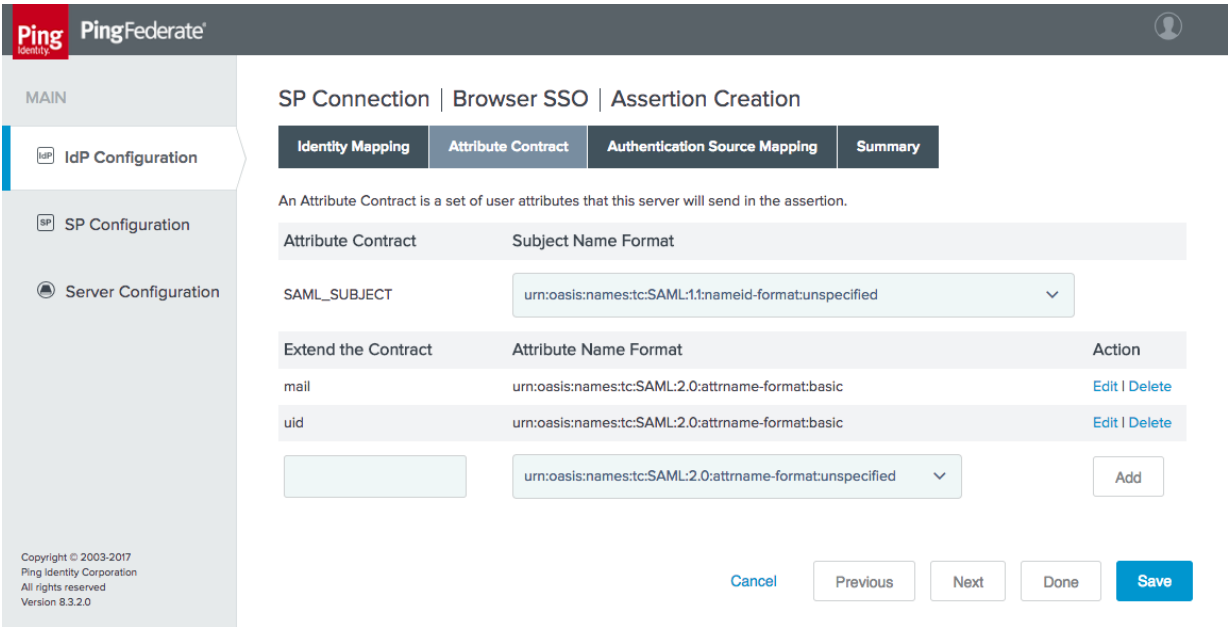 Ping
Identity.
PingFederate®
MAIN
IdP
IdP Configuration
SP
SP Configuration
Server Configuration
Copyright © 2003-2017
Ping Identity Corporation
All rights reserved
Version 8.3.2.0
SP Connection | Browser SSO | Assertion Creation
Identity Mapping Attribute Contract Authentication Source Mapping Summary
An Attribute Contract is a set of user attributes that this server will send in the assertion.
Attribute Contract Subject Name Format
SAML_SUBJECT urn:oasis:names:tc:SAML:1.1:nameid-format:unspecified
Extend the Contract Attribute Name Format Action
mail urn:oasis:names:tc:SAML:2.0:attrname-format:basic Edit | Delete
uid urn:oasis:names:tc:SAML:2.0:attrname-format:basic Edit | Delete
urn:oasis:names:tc:SAML:2.0:attrname-format:unspecified Add
Cancel Previous Next Done Save